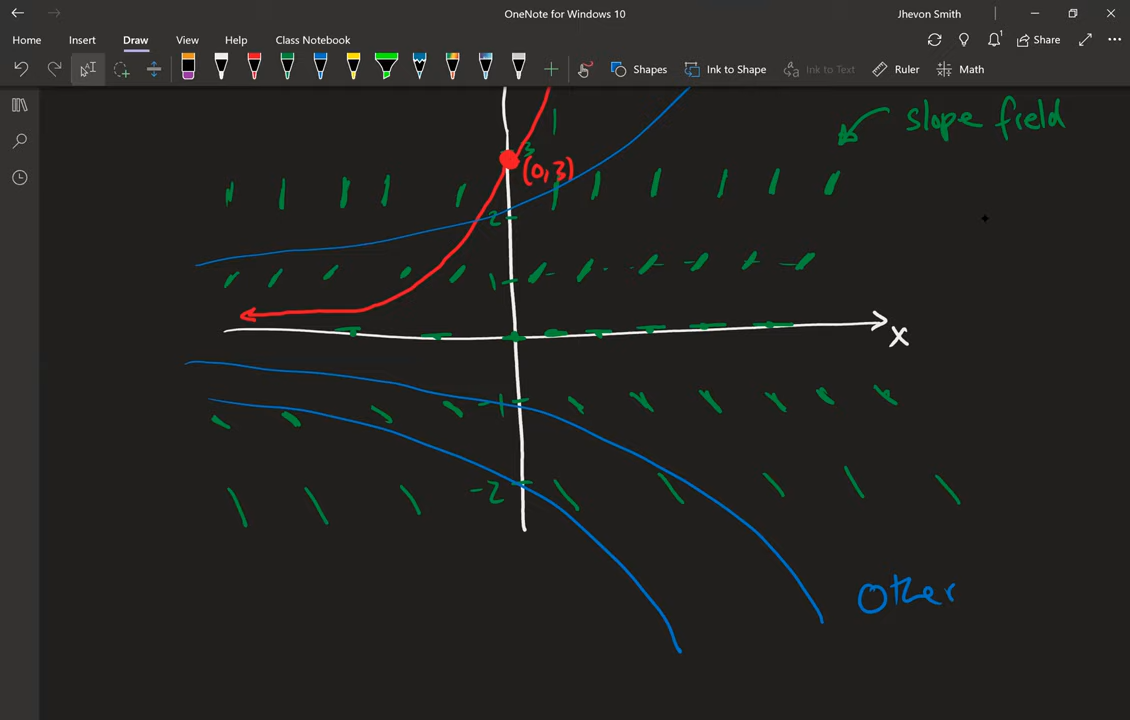 OneNote for Windows 10
Jhevon Smith
Home Insert Draw View Help Class Notebook
Share
Shapes Ink to Shape Ink to Text Ruler Math
slope field
3
(0,3)
2
1
x
-1
-2
Other